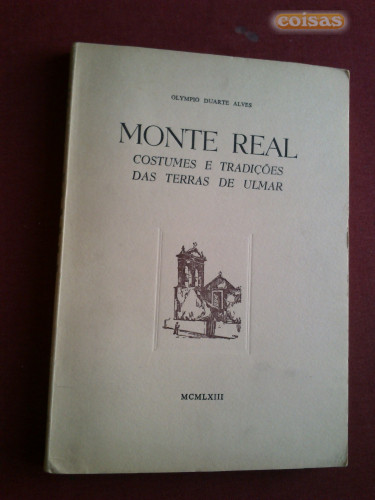 coisas
OLYMPIO DUARTE ALVES
MONTE REAL
COSTUMES E TRADIÇÕES
DAS TERRAS DE ULMAR
MCMLXIII